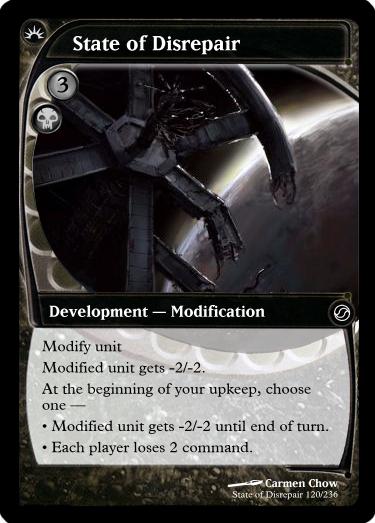 State of Disrepair
3
Development — Modification
Modify unit
Modified unit gets -2/-2.
At the beginning of your upkeep, choose
one —
• Modified unit gets -2/-2 until end of turn.
• Each player loses 2 command.
Carmen Chow
State of Disrepair 120/236